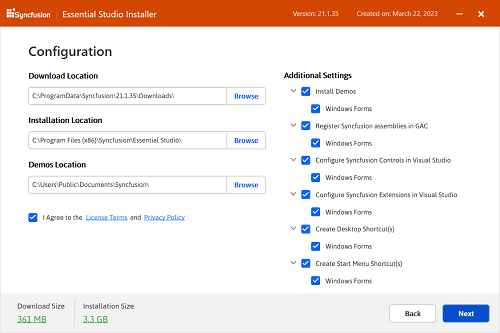 Syncfusion Essential Studio Installer Version: 21.1.35 Created on: March 22, 2023
Configuration
Download Location
C:\ProgramData\Syncfusion\21.1.35\Downloads\ Browse
Installation Location
C:\Program Files (x86)\Syncfusion\Essential Studio\ Browse
Demos Location
C:\Users\Public\Documents\Syncfusion\ Browse
I Agree to the License Terms and Privacy Policy
Additional Settings
Install Demos
Windows Forms
Register Syncfusion assemblies in GAC
Windows Forms
Configure Syncfusion Controls in Visual Studio
Windows Forms
Configure Syncfusion Extensions in Visual Studio
Windows Forms
Create Desktop Shortcut(s)
Windows Forms
Create Start Menu Shortcut(s)
Windows Forms
Download Size Installation Size
361 MB 3.3 GB
Back Next